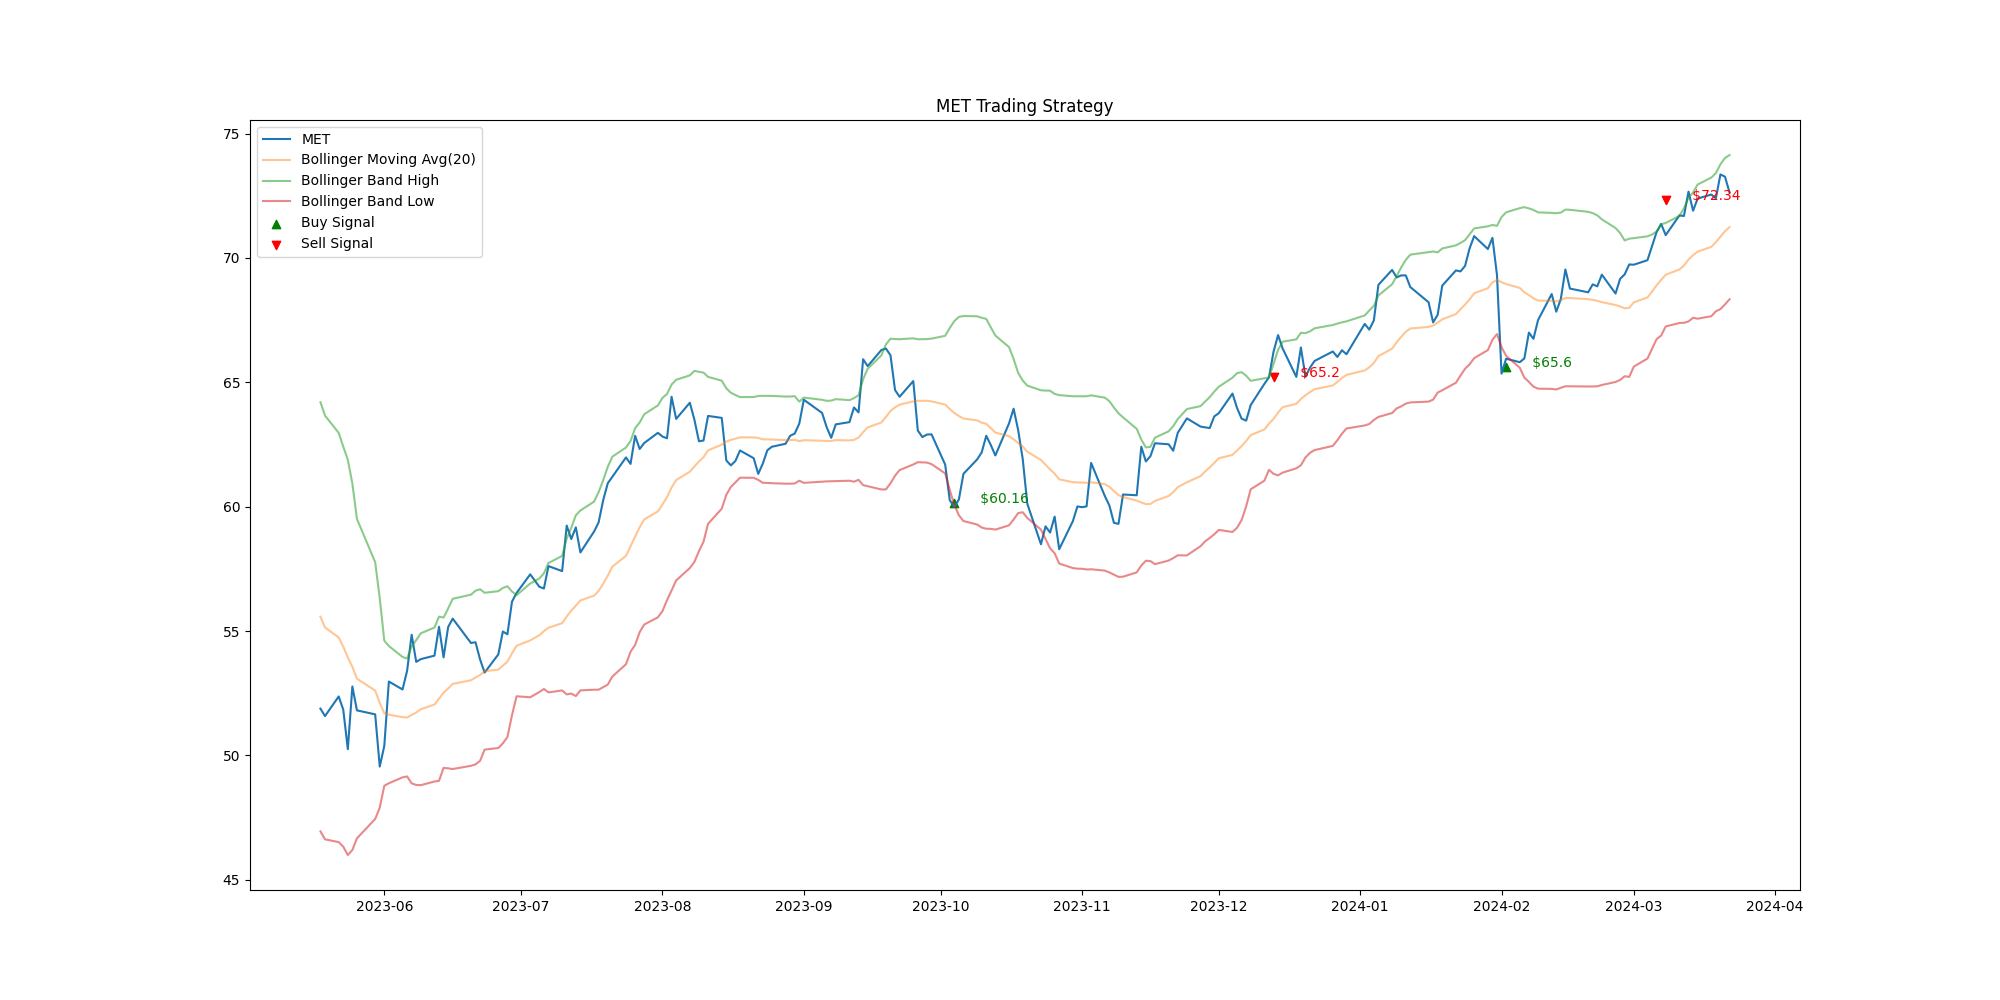 MET Trading Strategy
MET
Bollinger Moving Avg(20)
Bollinger Band High
Bollinger Band Low
Buy Signal
Sell Signal
75
70
65
60
55
50
45
$72.34
$65.2
$65.6
$60.16
2023-06 2023-07 2023-08 2023-09 2023-10 2023-11 2023-12 2024-01 2024-02 2024-03 2024-04